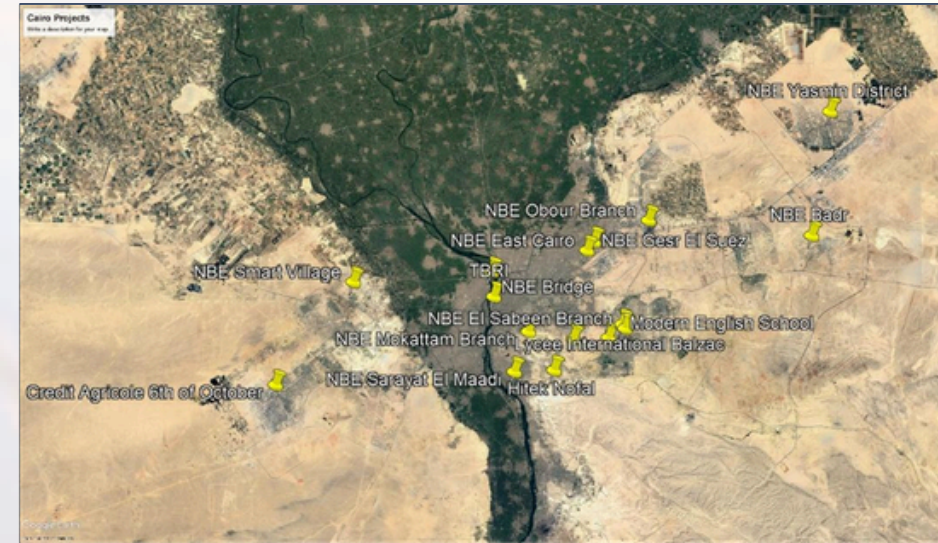 Cairo Projects
Write a description for your map.
NBE Yasmin District
NBE Obour Branch
NBE Badr
NBE East Cairo
NBE Gesr El Suez
NBE Smart Village
TBRI
NBE Bridge
NBE El Sabeen Branch
Modern English School
NBE Mokattam Branch
Lycee International Balzac
NBE Sarayat El Maadi
Hitek Nofal
Credit Agricole 6th of October
Google Earth